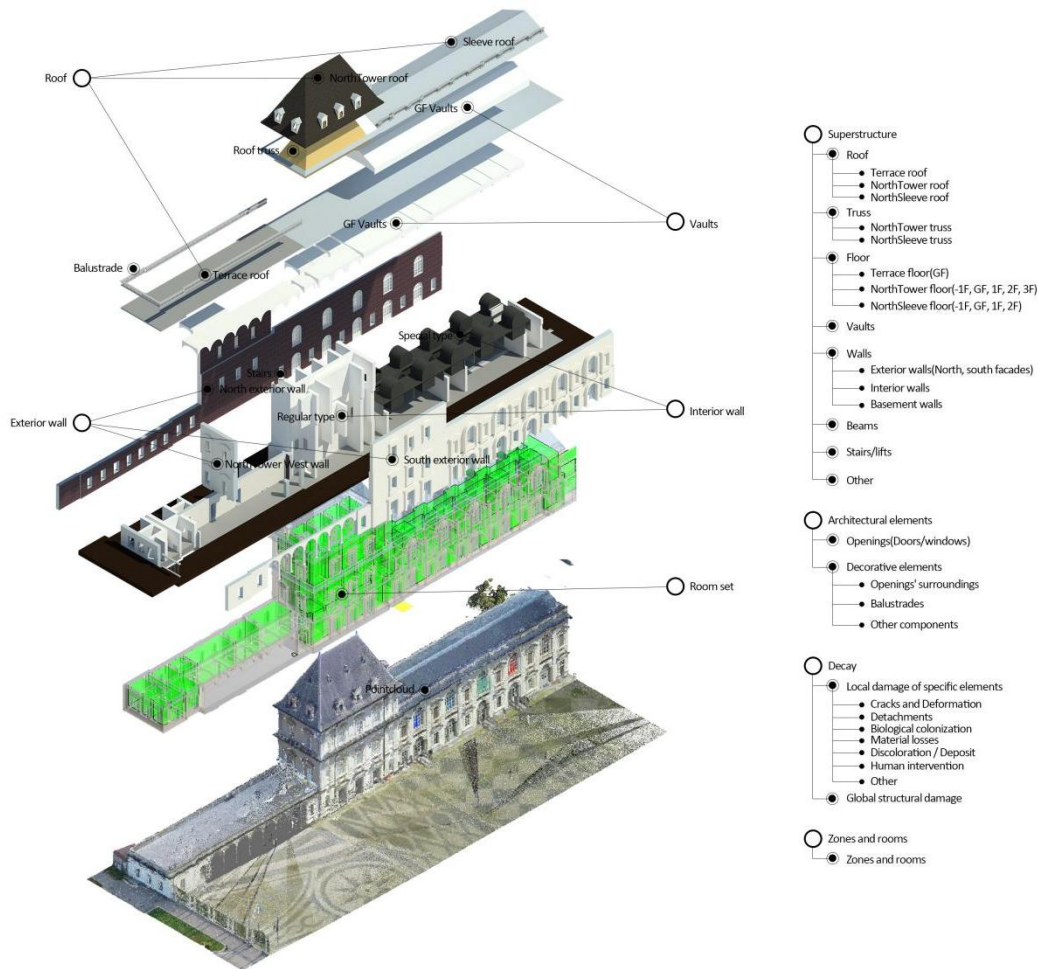 Sleeve roof
Roof
NorthTower roof
GF Vaults
Roof truss
GF Vaults
Vaults
Balustrade
Terrace roof
Special type
Stairs
North exterior wall
Regular type
Interior wall
Exterior wall
NorthTower West wall
South exterior wall
Room set
Pointcloud
Superstructure
Roof
Terrace roof
NorthTower roof
NorthSleeve roof
Truss
NorthTower truss
NorthSleeve truss
Floor
Terrace floor(GF)
NorthTower floor(-1F, GF, 1F, 2F, 3F)
NorthSleeve floor(-1F, GF, 1F, 2F)
Vaults
Walls
Exterior walls(North, south facades)
Interior walls
Basement walls
Beams
Stairs/lifts
Other
Architectural elements
Openings(Doors/windows)
Decorative elements
Openings' surroundings
Balustrades
Other components
Decay
Local damage of specific elements
Cracks and Deformation
Detachments
Biological colonization
Material losses
Discoloration / Deposit
Human intervention
Other
Global structural damage
Zones and rooms
Zones and rooms